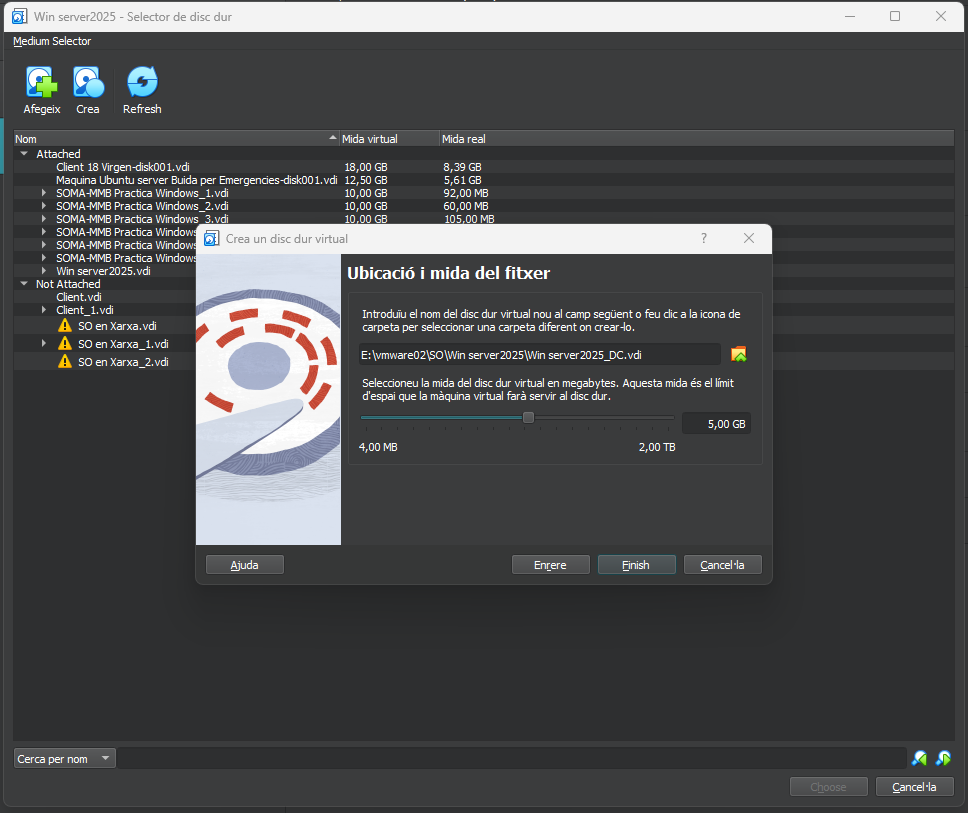 Win server2025 - Selector de disc dur
Medium Selector
Afegeix Crea Refresh
Nom Mida virtual Mida real
Attached
Client 18 Virgen-disk001.vdi 18,00 GB 8,39 GB
Maquina Ubuntu server Buida per Emergencies-disk001.vdi 12,50 GB 5,61 GB
SOMA-MMB Practica Windows_1.vdi 10,00 GB 92,00 MB
SOMA-MMB Practica Windows_2.vdi 10,00 GB 60,00 MB
SOMA-MMB Practica Windows_3.vdi 10,00 GB 105,00 MB
SOMA-MMB Practica Windows
SOMA-MMB Practica Windows
SOMA-MMB Practica Windows
Win server2025.vdi
Not Attached
Client.vdi
Client_1.vdi
SO en Xarxa.vdi
SO en Xarxa_1.vdi
SO en Xarxa_2.vdi
Crea un disc dur virtual
?
Ubicació i mida del fitxer
Introduiu el nom del disc dur virtual nou al camp següent o feu clic a la icona de
carpeta per seleccionar una carpeta diferent on crear-lo.
E:\vmware02\SO\Win server2025\Win server2025_DC.vdi
Seleccioneu la mida del disc dur virtual en megabytes. Aquesta mida és el límit
d'espai que la màquina virtual farà servir al disc dur.
5,00 GB
4,00 MB 2,00 TB
Ajuda Enrere Finish Cancel·la
Cerca per nom
Choose Cancel·la